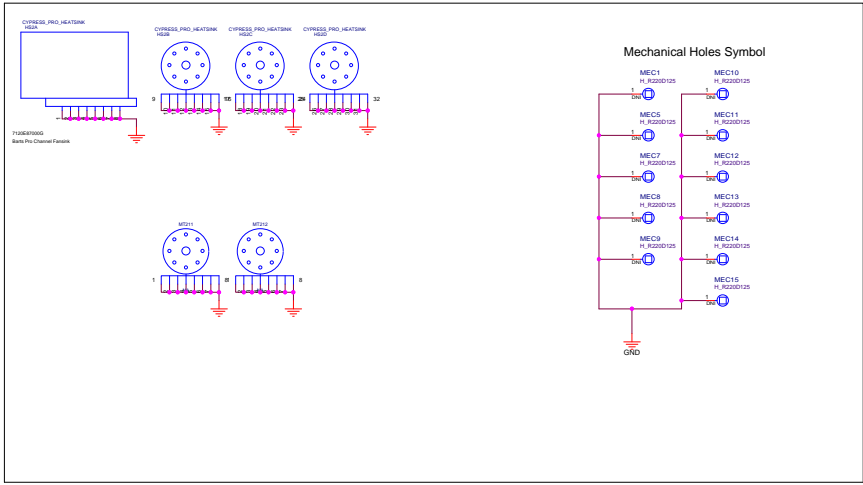 CYPRESS_PRO_HEATSINK
HS2A
CYPRESS_PRO_HEATSINK
HS2B
CYPRESS_PRO_HEATSINK
HS2C
CYPRESS_PRO_HEATSINK
HS2D
9
32
7120E87000G
Barts Pro Channel Fansink
MT211
MT212
1
8
Mechanical Holes Symbol
MEC1
H_R220D125
1
DNI
MEC10
H_R220D125
1
DNI
MEC5
H_R220D125
1
DNI
MEC11
H_R220D125
1
DNI
MEC7
H_R220D125
1
DNI
MEC12
H_R220D125
1
DNI
MEC8
H_R220D125
1
DNI
MEC13
H_R220D125
1
DNI
MEC9
H_R220D125
1
DNI
MEC14
H_R220D125
1
DNI
MEC15
H_R220D125
1
DNI
GND